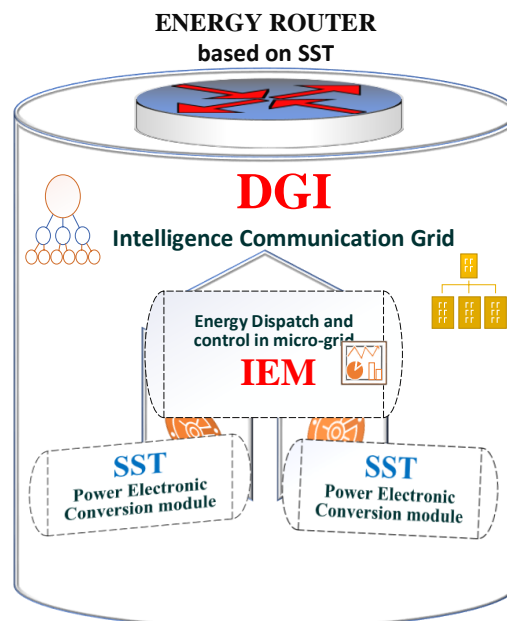 ENERGY ROUTER
based on SST
DGI
Intelligence Communication Grid
Energy Dispatch and
control in micro-grid
IEM
SST
Power Electronic
Conversion module
SST
Power Electronic
Conversion module